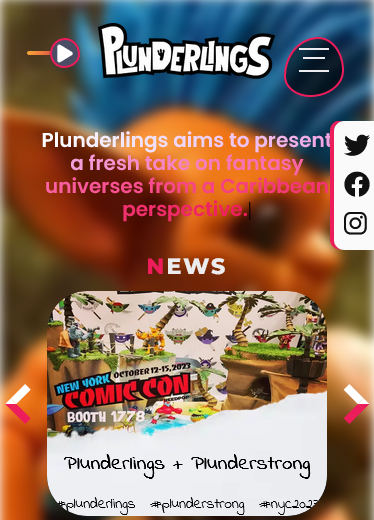 PLUNDERLINGS
Plunderlings aims to present
a fresh take on fantasy
universes from a Caribbean
perspective.
NEWS
OCTOBER 12-15, 2023
NEW YORK
COMIC CON
REEDPOP
BOOTH 1778
Plunderlings + Plunderstrong
#plunderlings #plunderstrong #nyc2023